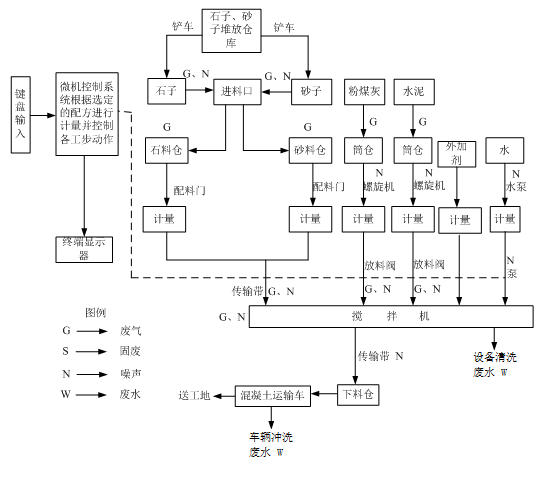 石子、砂
子堆放仓
库
铲车
铲车
键
盘
输
入
微机控制系
统根据选定
的配方进行
计量并控制
各工步动作
终端显示
器
石子
G、N
进料口
G、N
砂子
粉煤灰
水泥
G
G
G
G
石料仓
砂料仓
筒仓
筒仓
外加
剂
水
配料门
配料门
N
螺旋机
N
螺旋机
N
水泵
计量
计量
计量
计量
计量
计量
传输带
G、N
放料阀
G、N
放料阀
G、N
N
泵
G、N
搅 拌 机
图例
G
废气
S
固废
N
噪声
W
废水
传输带 N
设备清洗
废水 W
送工地
混凝土运输车
下料仓
车辆冲洗
废水 W